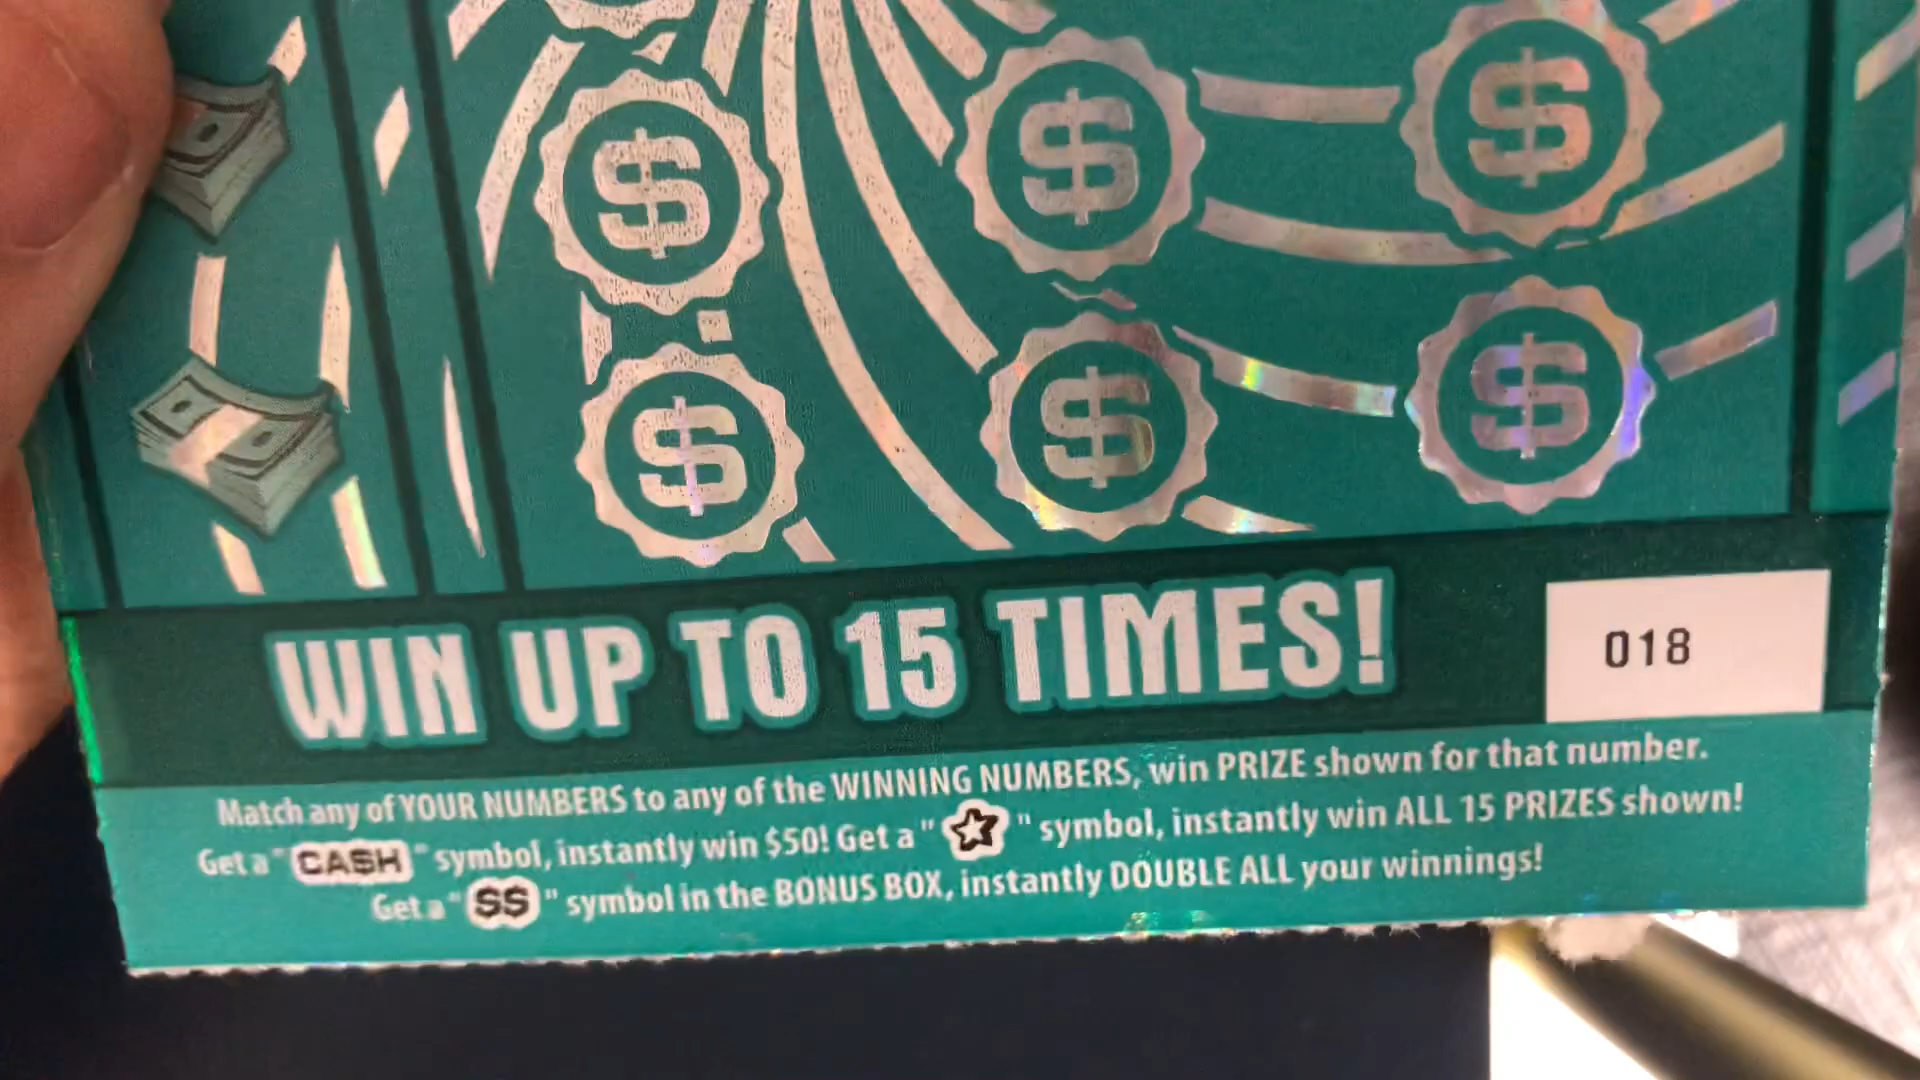 WIN UP TO 15 TIMES!
018
Match any of YOUR NUMBERS to any of the WINNING NUMBERS, win PRIZE shown for that number.
Get a "CASH" symbol, instantly win $50! Get a "☆" symbol, instantly win ALL 15 PRIZES shown!
Get a "$$" symbol in the BONUS BOX, instantly DOUBLE ALL your winnings!